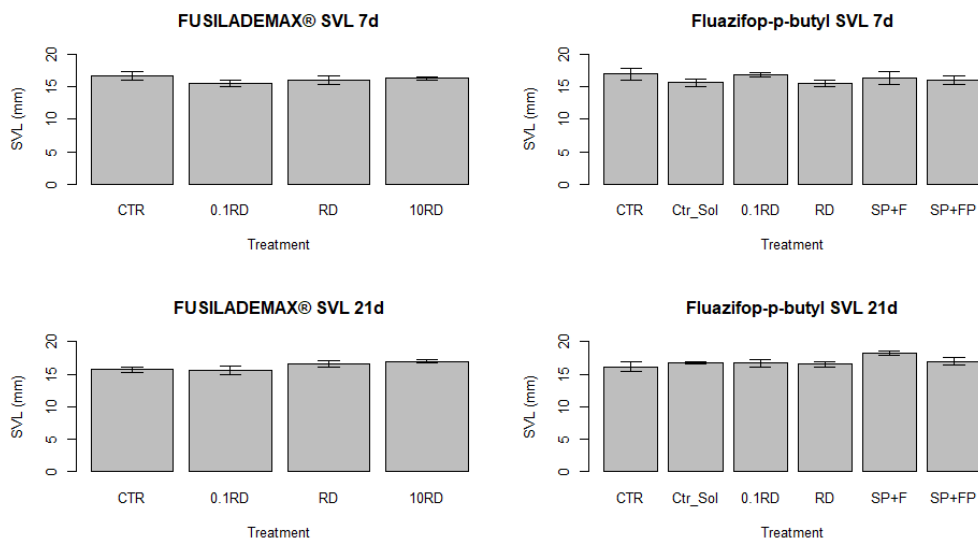 FUSILADEMAX® SVL 7d
SVL (mm)
20
15
10
5
0
CTR 0.1RD RD 10RD
Treatment
Fluazifop-p-butyl SVL 7d
SVL (mm)
20
15
10
5
0
CTR Ctr_Sol 0.1RD RD SP+F SP+FP
Treatment
FUSILADEMAX® SVL 21d
SVL (mm)
20
15
10
5
0
CTR 0.1RD RD 10RD
Treatment
Fluazifop-p-butyl SVL 21d
SVL (mm)
20
15
10
5
0
CTR Ctr_Sol 0.1RD RD SP+F SP+FP
Treatment